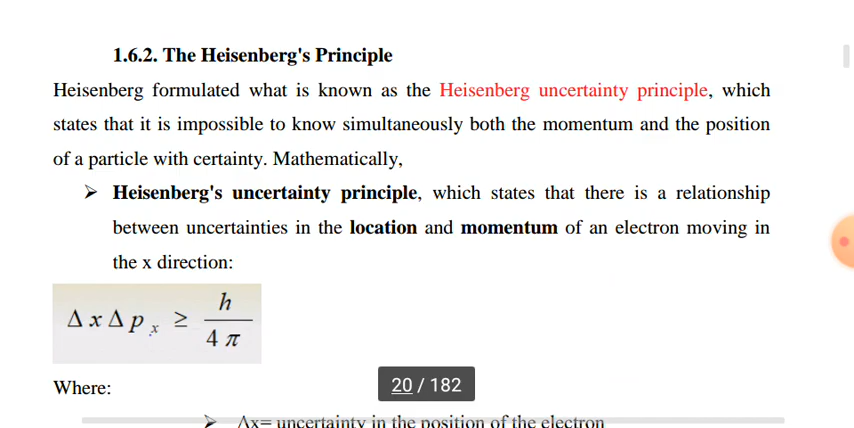 1.6.2. The Heisenberg's Principle
Heisenberg formulated what is known as the Heisenberg uncertainty principle, which
states that it is impossible to know simultaneously both the momentum and the position
of a particle with certainty. Mathematically,
➢ Heisenberg's uncertainty principle, which states that there is a relationship
between uncertainties in the location and momentum of an electron moving in
the x direction:
Δx Δp_x ≥ h / 4π
Where:
20 / 182
➢ Δx= uncertainty in the position of the electron